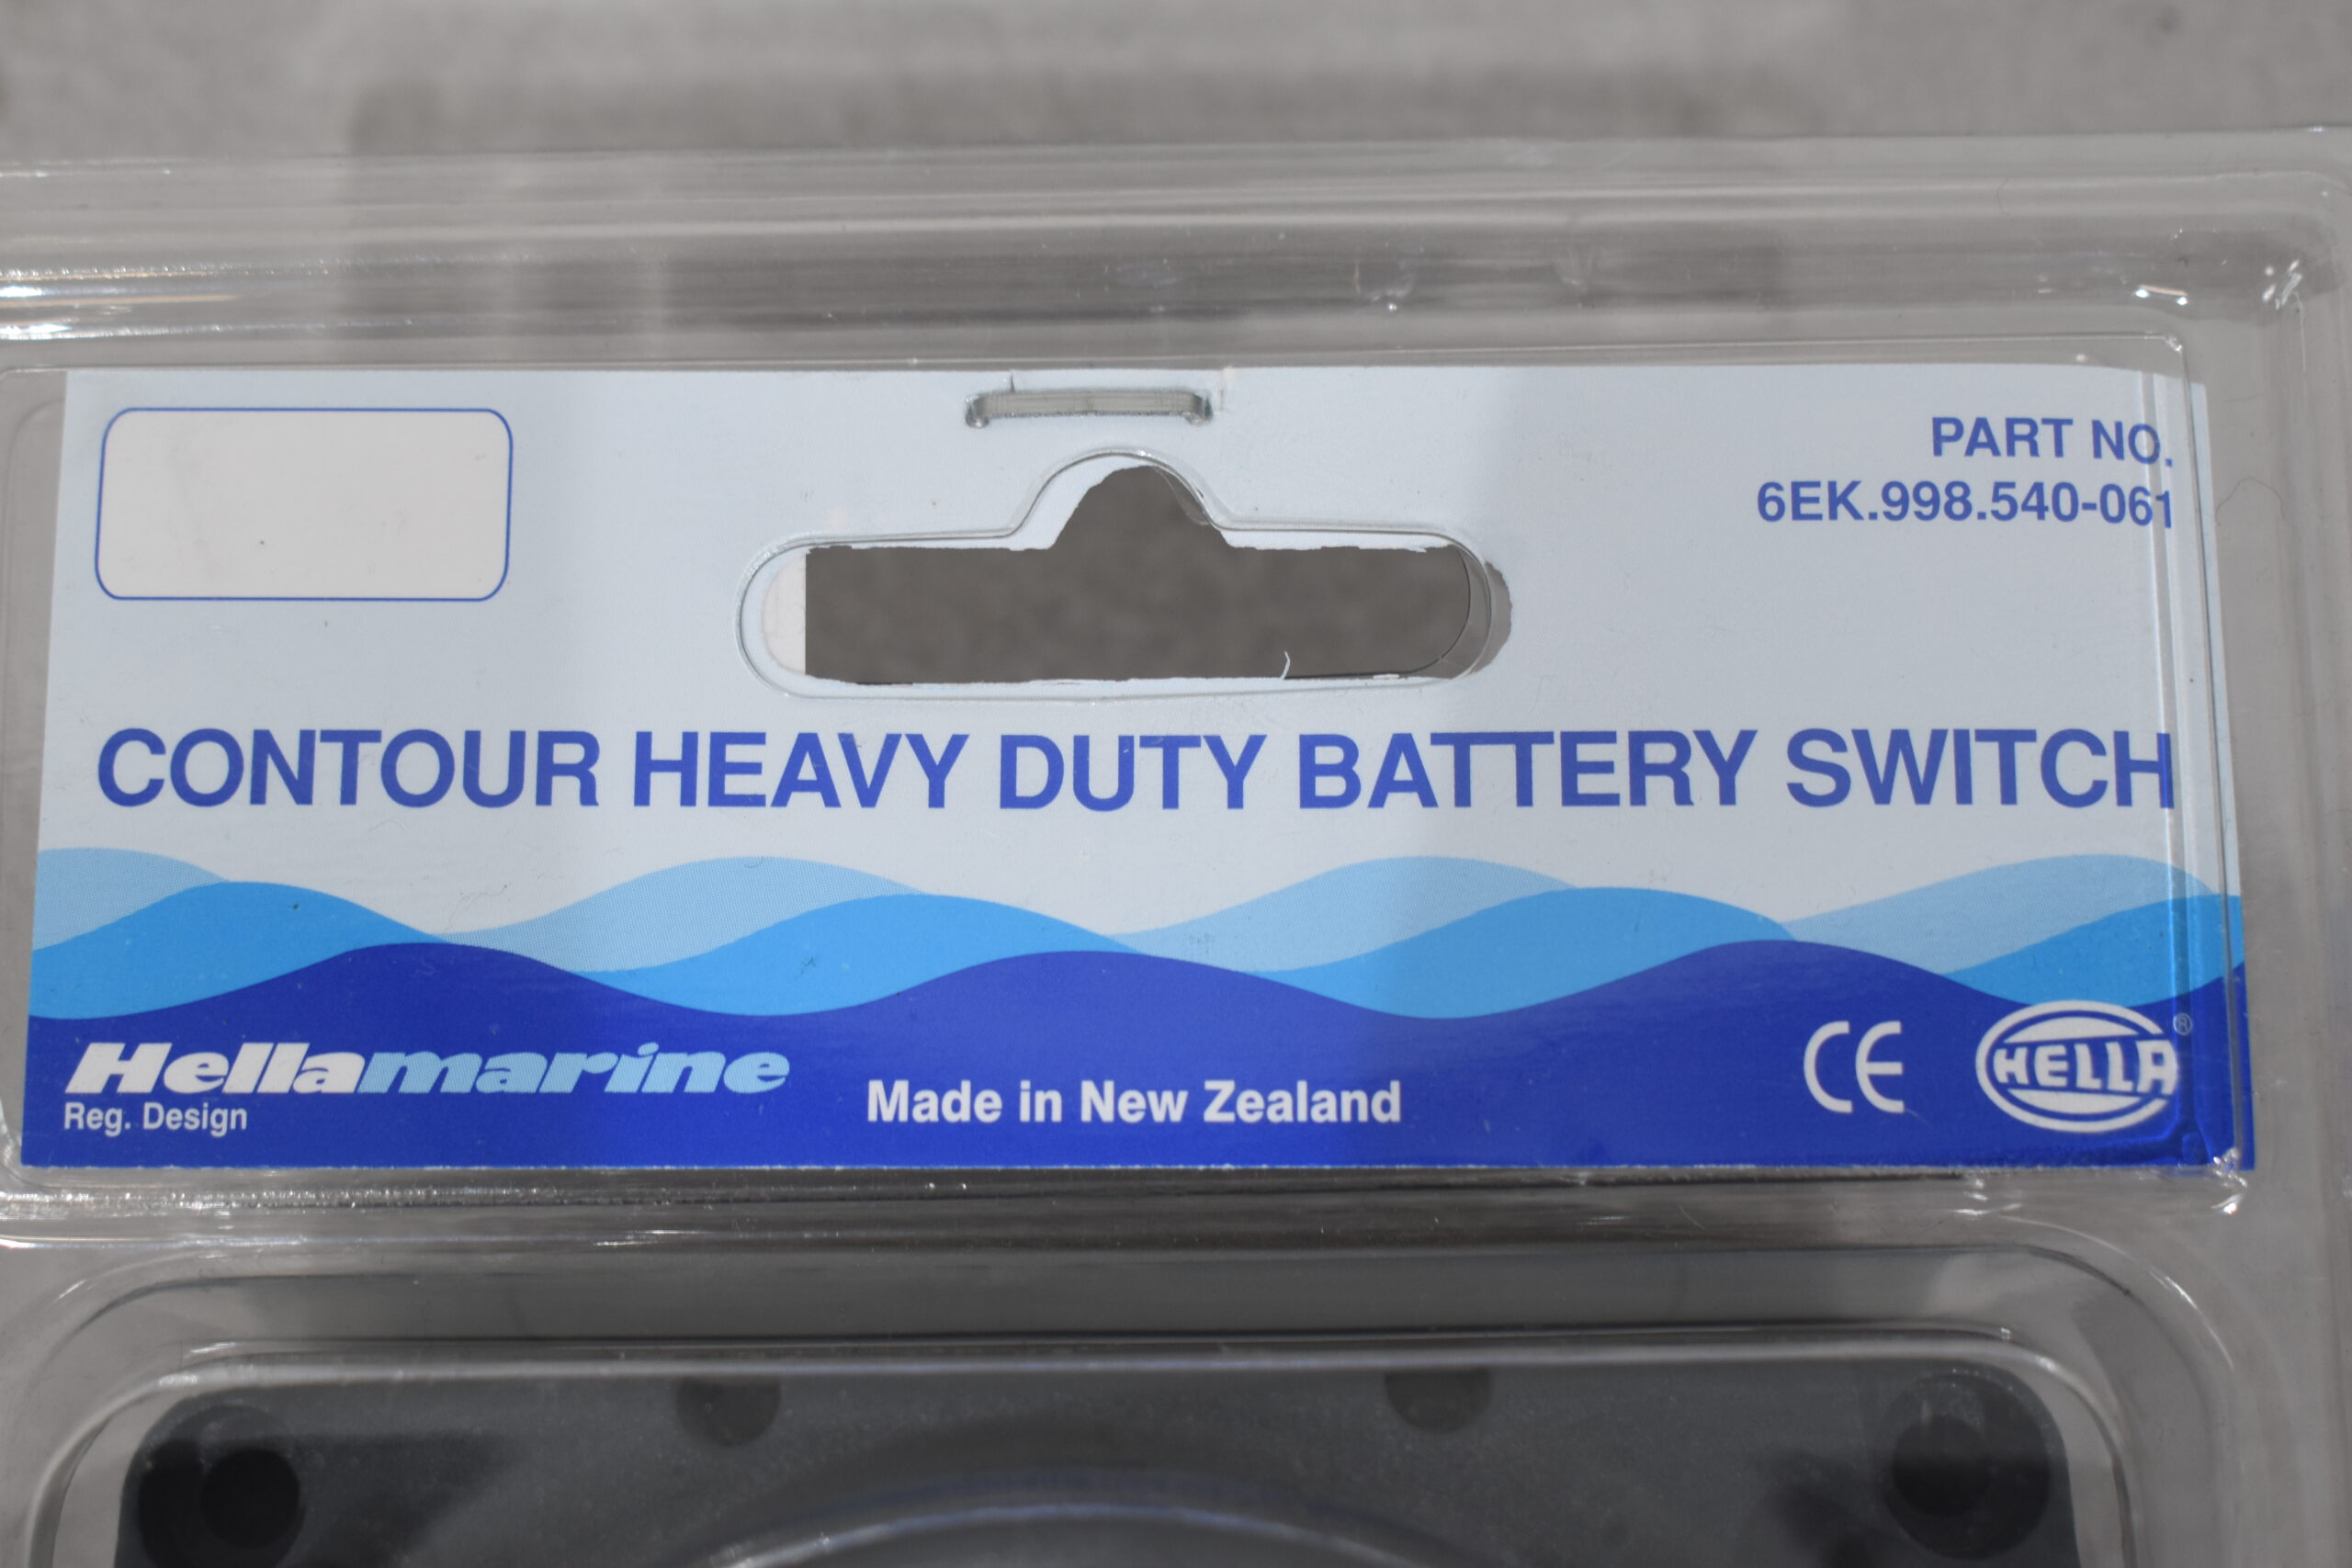 PART NO.
6EK.998.540-061
CONTOUR HEAVY DUTY BATTERY SWITCH
Hellamarine
Reg. Design
Made in New Zealand
CE
HELLA®